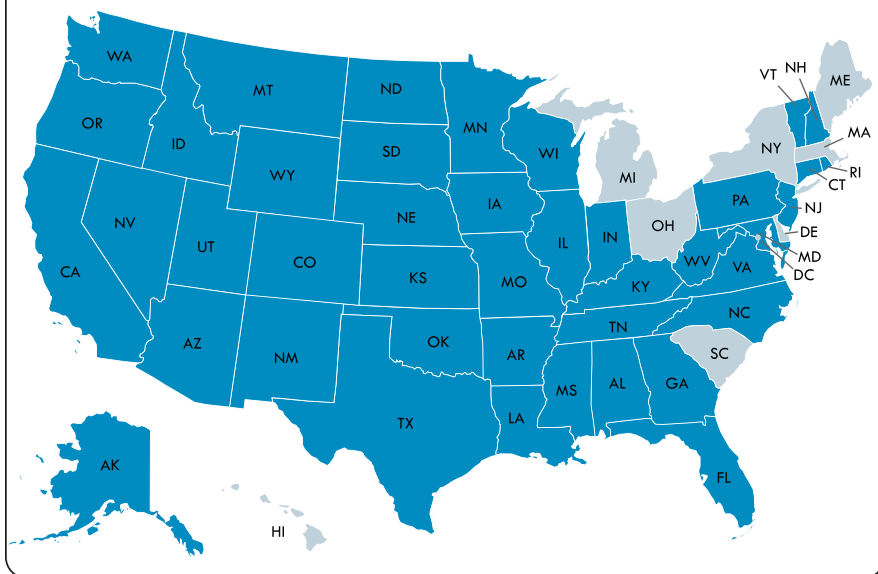 WA
MT
ND
MN
VT
NH
ME
OR
ID
SD
WI
MI
NY
MA
RI
CT
WY
IA
PA
NJ
NV
NE
OH
DE
UT
CO
IL
IN
WV
VA
MD
DC
CA
KS
MO
KY
NC
AZ
NM
OK
AR
TN
SC
MS
AL
GA
TX
LA
AK
FL
HI